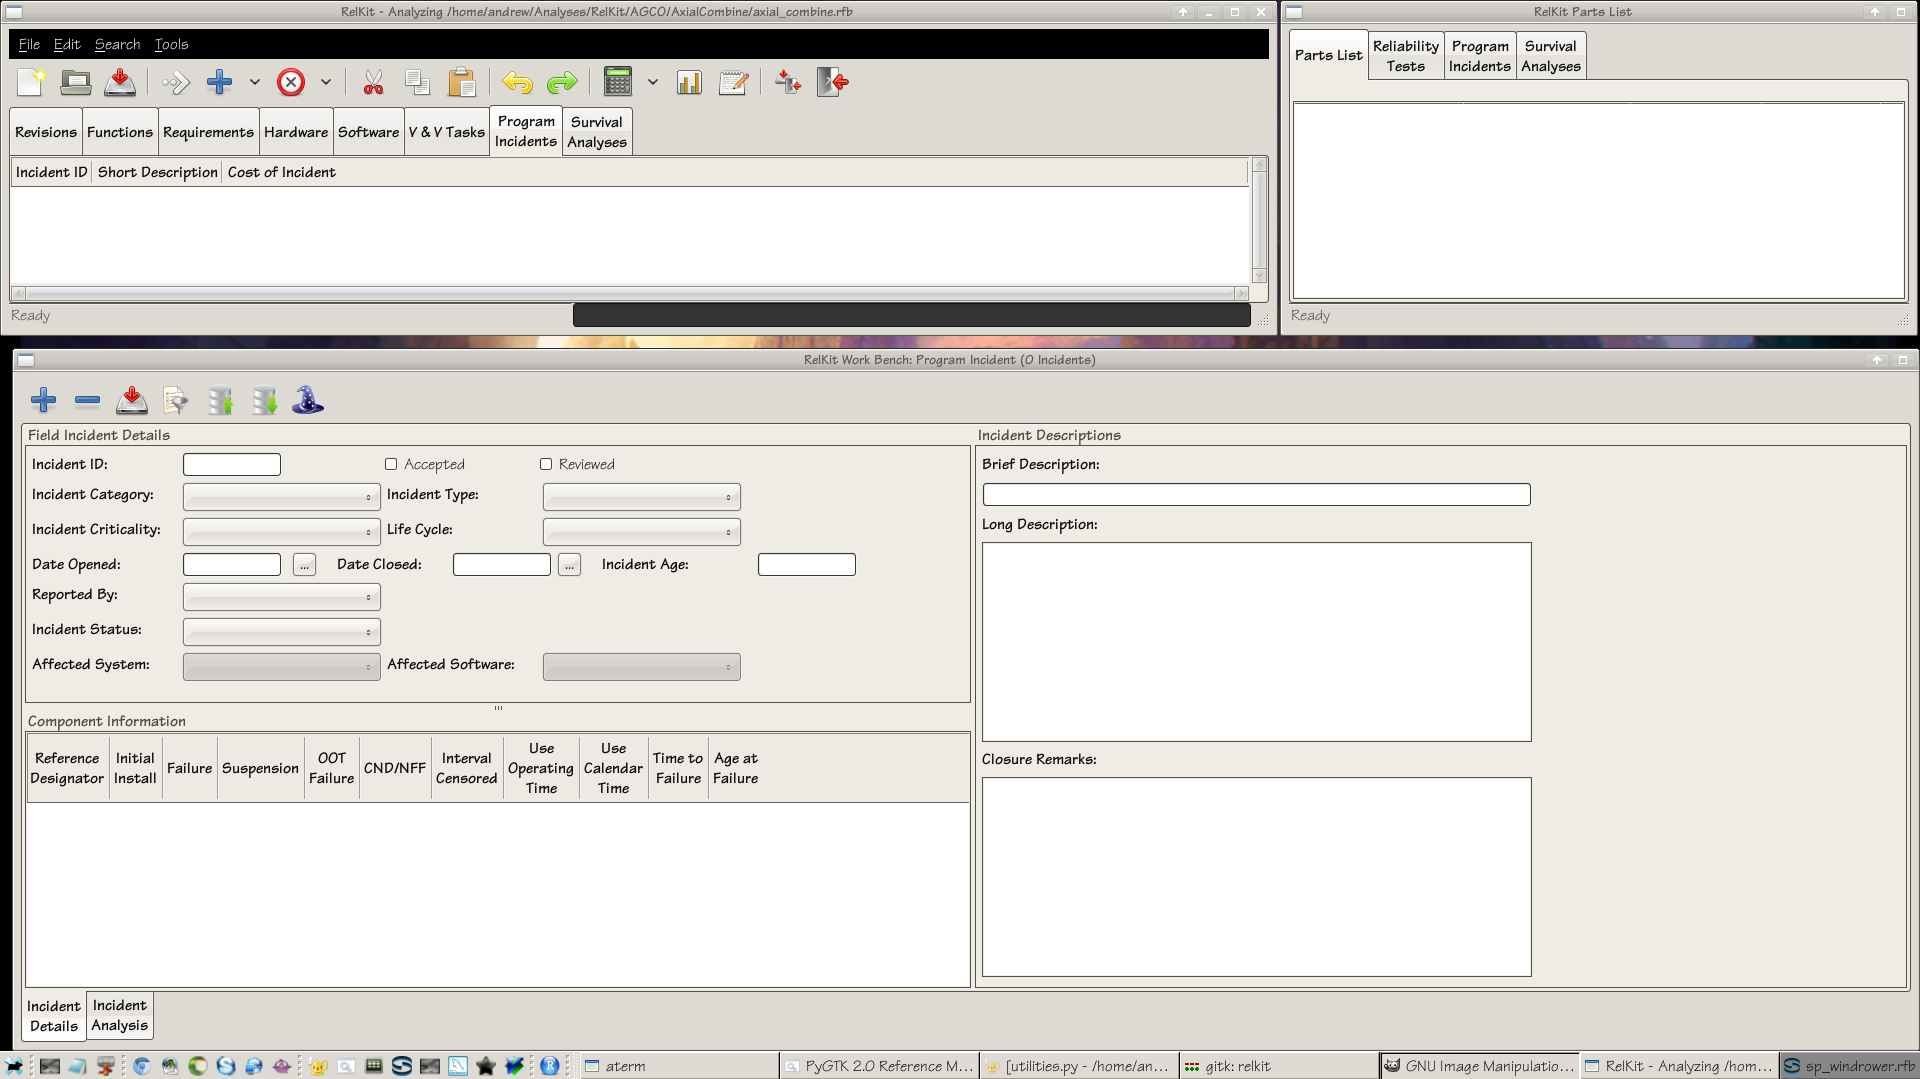 RelKit - Analyzing /home/andrew/Analyses/RelKit/AGCO/AxialCombine/axial_combine.rfb
File Edit Search Tools
Revisions Functions Requirements Hardware Software V & V Tasks Program Incidents Survival Analyses
Incident ID Short Description Cost of Incident
Ready
RelKit Parts List
Parts List Reliability Tests Program Incidents Survival Analyses
Ready
RelKit Work Bench: Program Incident (0 Incidents)
Field Incident Details
Incident ID: Accepted Reviewed
Incident Category: Incident Type:
Incident Criticality: Life Cycle:
Date Opened: ... Date Closed: ... Incident Age:
Reported By:
Incident Status:
Affected System: Affected Software:
Component Information
Reference Designator Initial Install Failure Suspension OOT Failure CND/NFF Interval Censored Use Operating Time Use Calendar Time Time to Failure Age at Failure
Incident Descriptions
Brief Description:
Long Description:
Closure Remarks:
Incident Details Incident Analysis
aterm PyGTK 2.0 Reference M... [utilities.py - /home/an... gitk: relkit GNU Image Manipulatio... RelKit - Analyzing /hom... sp_windrower.rfb